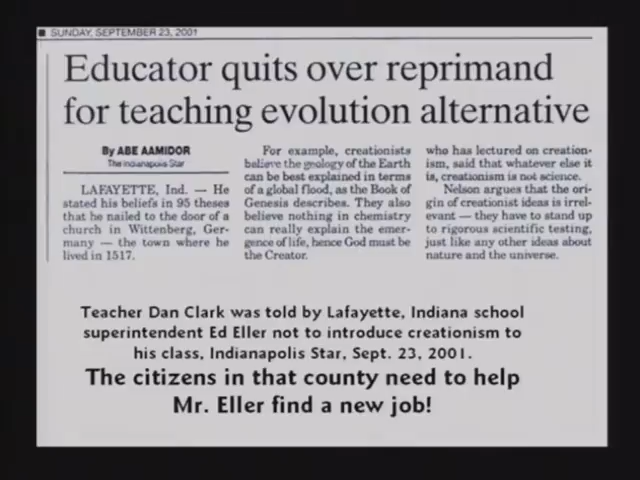 ■ SUNDAY, SEPTEMBER 23, 2001
Educator quits over reprimand
for teaching evolution alternative
By ABE AAMIDOR
The Indianapolis Star
LAFAYETTE, Ind. — He
stated his beliefs in 95 theses
that he nailed to the door of a
church in Wittenberg, Ger-
many — the town where he
lived in 1517.
For example, creationists
believe the geology of the Earth
can be best explained in terms
of a global flood, as the Book of
Genesis describes. They also
believe nothing in chemistry
can really explain the emer-
gence of life, hence God must be
the Creator.
who has lectured on creation-
ism, said that whatever else it
is, creationism is not science.
Nelson argues that the ori-
gin of creationist ideas is irrel-
evant — they have to stand up
to rigorous scientific testing,
just like any other ideas about
nature and the universe.
Teacher Dan Clark was told by Lafayette, Indiana school
superintendent Ed Eller not to introduce creationism to
his class, Indianapolis Star, Sept. 23, 2001.
The citizens in that county need to help
Mr. Eller find a new job!